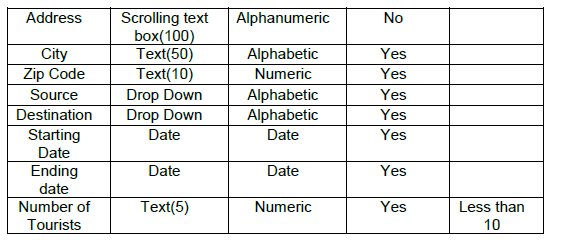 Address Scrolling text Alphanumeric No
box(100)
City Text(50) Alphabetic Yes
Zip Code Text(10) Numeric Yes
Source Drop Down Alphabetic Yes
Destination Drop Down Alphabetic Yes
Starting Date Date Yes
Date
Ending Date Date Yes
date
Number of Text(5) Numeric Yes Less than
Tourists 10